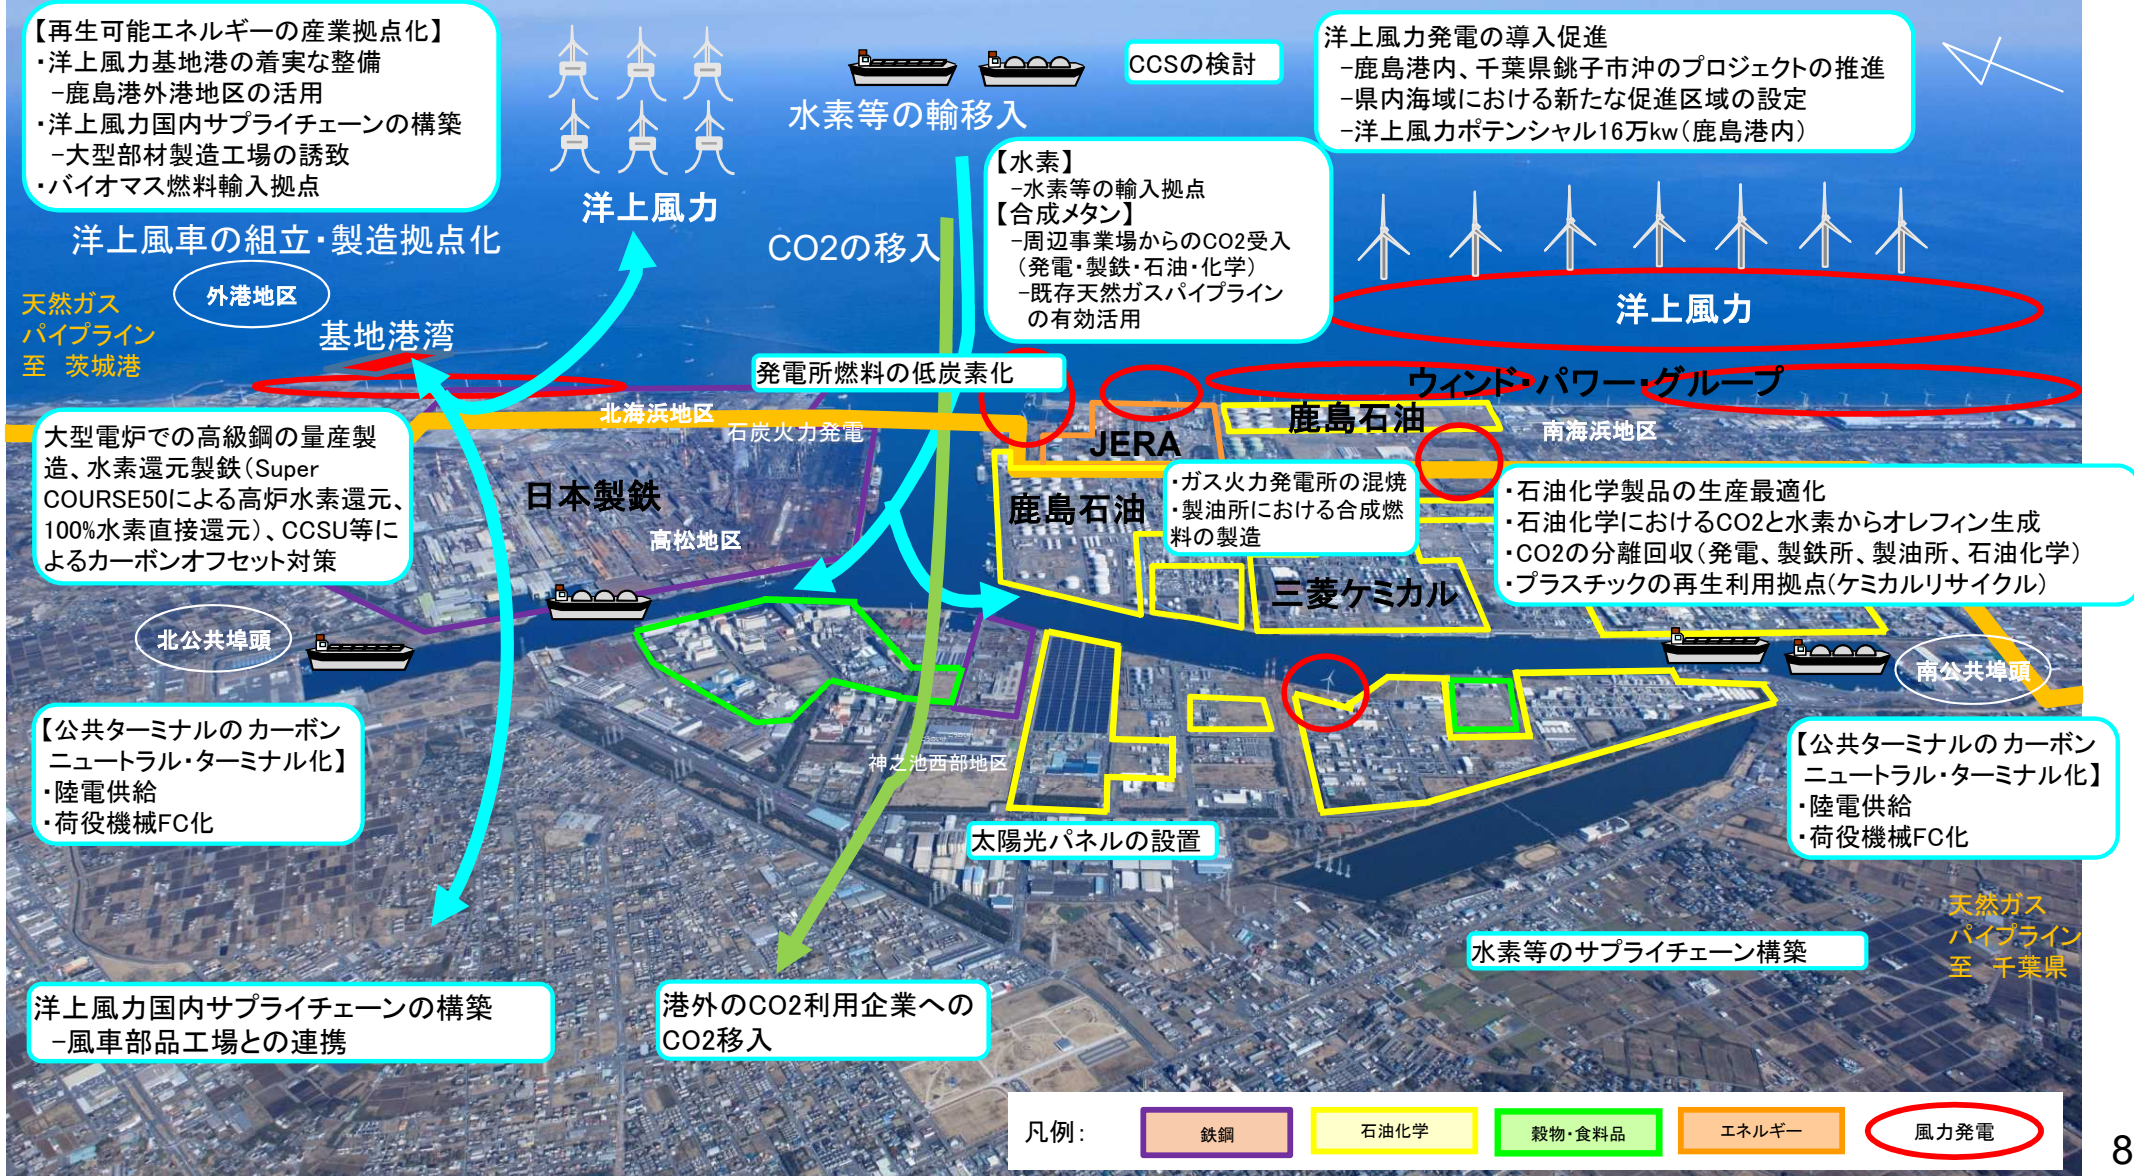 【再生可能エネルギーの産業拠点化】
・洋上風力基地港の着実な整備
－鹿島港外港地区の活用
・洋上風力国内サプライチェーンの構築
－大型部材製造工場の誘致
・バイオマス燃料輸入拠点
洋上風力
水素等の輸移入
CCSの検討
洋上風力発電の導入促進
－鹿島港内、千葉県銚子市沖のプロジェクトの推進
－県内海域における新たな促進区域の設定
－洋上風力ポテンシャル16万kw（鹿島港内）
【水素】
－水素等の輸入拠点
【合成メタン】
－周辺事業場からのCO2受入
（発電・製鉄・石油・化学）
－既存天然ガスパイプライン
の有効活用
洋上風車の組立・製造拠点化
CO2の移入
外港地区
天然ガス
パイプライン
至 茨城港
基地港湾
洋上風力
発電所燃料の低炭素化
ウィンド・パワー・グループ
北海浜地区
石炭火力発電
JERA
鹿島石油
南海浜地区
大型電炉での高級鋼の量産製
造、水素還元製鉄（Super
COURSE50による高炉水素還元、
100%水素直接還元）、CCSU等に
よるカーボンオフセット対策
日本製鉄
高松地区
鹿島石油
・ガス火力発電所の混焼
・製油所における合成燃
料の製造
・石油化学製品の生産最適化
・石油化学におけるCO2と水素からオレフィン生成
・CO2の分離回収（発電、製鉄所、製油所、石油化学）
・プラスチックの再生利用拠点（ケミカルリサイクル）
三菱ケミカル
北公共埠頭
南公共埠頭
【公共ターミナルのカーボン
ニュートラル・ターミナル化】
・陸電供給
・荷役機械FC化
神之池西部地区
【公共ターミナルのカーボン
ニュートラル・ターミナル化】
・陸電供給
・荷役機械FC化
太陽光パネルの設置
天然ガス
パイプライン
至 千葉県
水素等のサプライチェーン構築
洋上風力国内サプライチェーンの構築
－風車部品工場との連携
港外のCO2利用企業への
CO2移入
凡例：
鉄鋼
石油化学
穀物・食料品
エネルギー
風力発電
8